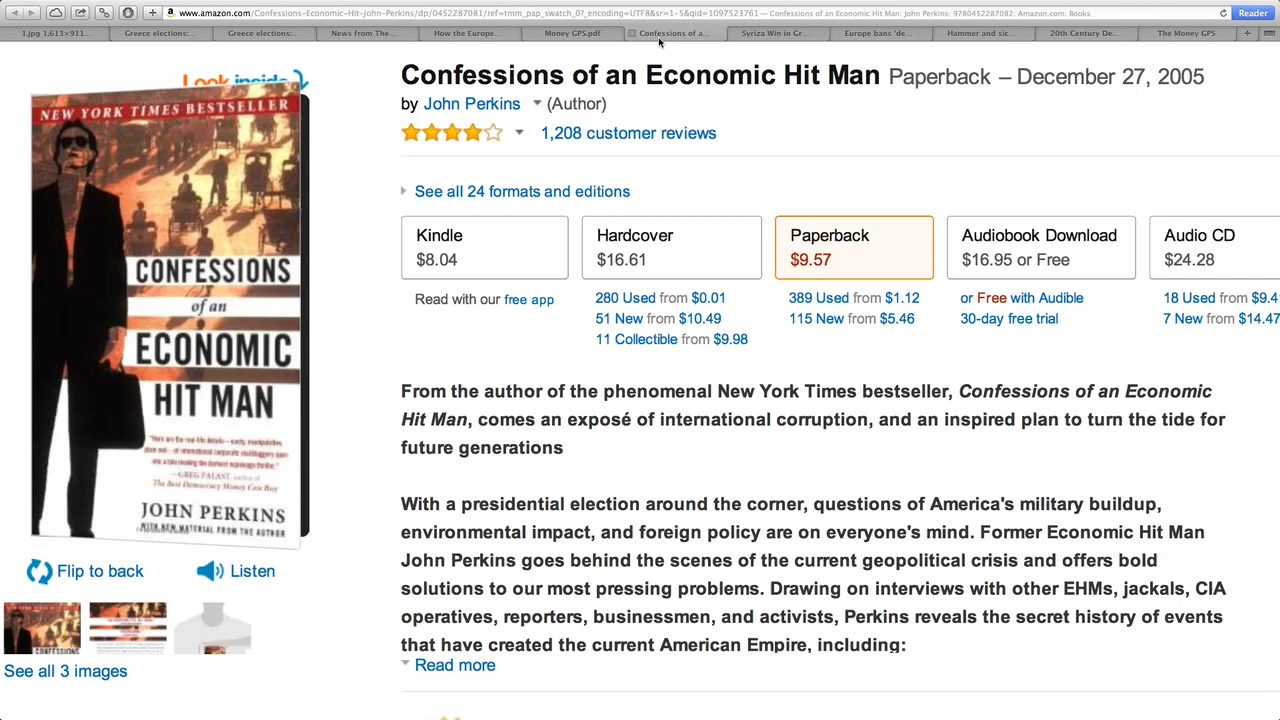 www.amazon.com/Confessions-Economic-Hit-John-Perkins/dp/0452287081/ref=tmm_pap_swatch_0?_encoding=UTF8&sr=1-5&qid=1097523761 — Confessions of an Economic Hit Man: John Perkins: 9780452287082: Amazon.com: Books
Reader
1.jpg 1,613×911...
Greece elections:...
Greece elections:...
News from The...
How the Europe...
Money GPS.pdf
Confessions of a...
Syriza Win in Gr...
Europe bans 'de...
Hammer and sic...
20th Century De...
The Money GPS
Look inside
NEW YORK TIMES BESTSELLER
CONFESSIONS
of an
ECONOMIC
HIT MAN
—GREG PALAST, author of
The Best Democracy Money Can Buy
JOHN PERKINS
WITH NEW MATERIAL FROM THE AUTHOR
Flip to back
Listen
See all 3 images
Confessions of an Economic Hit Man Paperback – December 27, 2005
by John Perkins (Author)
1,208 customer reviews
See all 24 formats and editions
Kindle
$8.04
Hardcover
$16.61
Paperback
$9.57
Audiobook Download
$16.95 or Free
Audio CD
$24.28
Read with our free app
280 Used from $0.01
51 New from $10.49
11 Collectible from $9.98
389 Used from $1.12
115 New from $5.46
or Free with Audible
30-day free trial
18 Used from $9.4
7 New from $14.47
From the author of the phenomenal New York Times bestseller, Confessions of an Economic
Hit Man, comes an exposé of international corruption, and an inspired plan to turn the tide for
future generations
With a presidential election around the corner, questions of America's military buildup,
environmental impact, and foreign policy are on everyone's mind. Former Economic Hit Man
John Perkins goes behind the scenes of the current geopolitical crisis and offers bold
solutions to our most pressing problems. Drawing on interviews with other EHMs, jackals, CIA
operatives, reporters, businessmen, and activists, Perkins reveals the secret history of events
that have created the current American Empire, including:
Read more